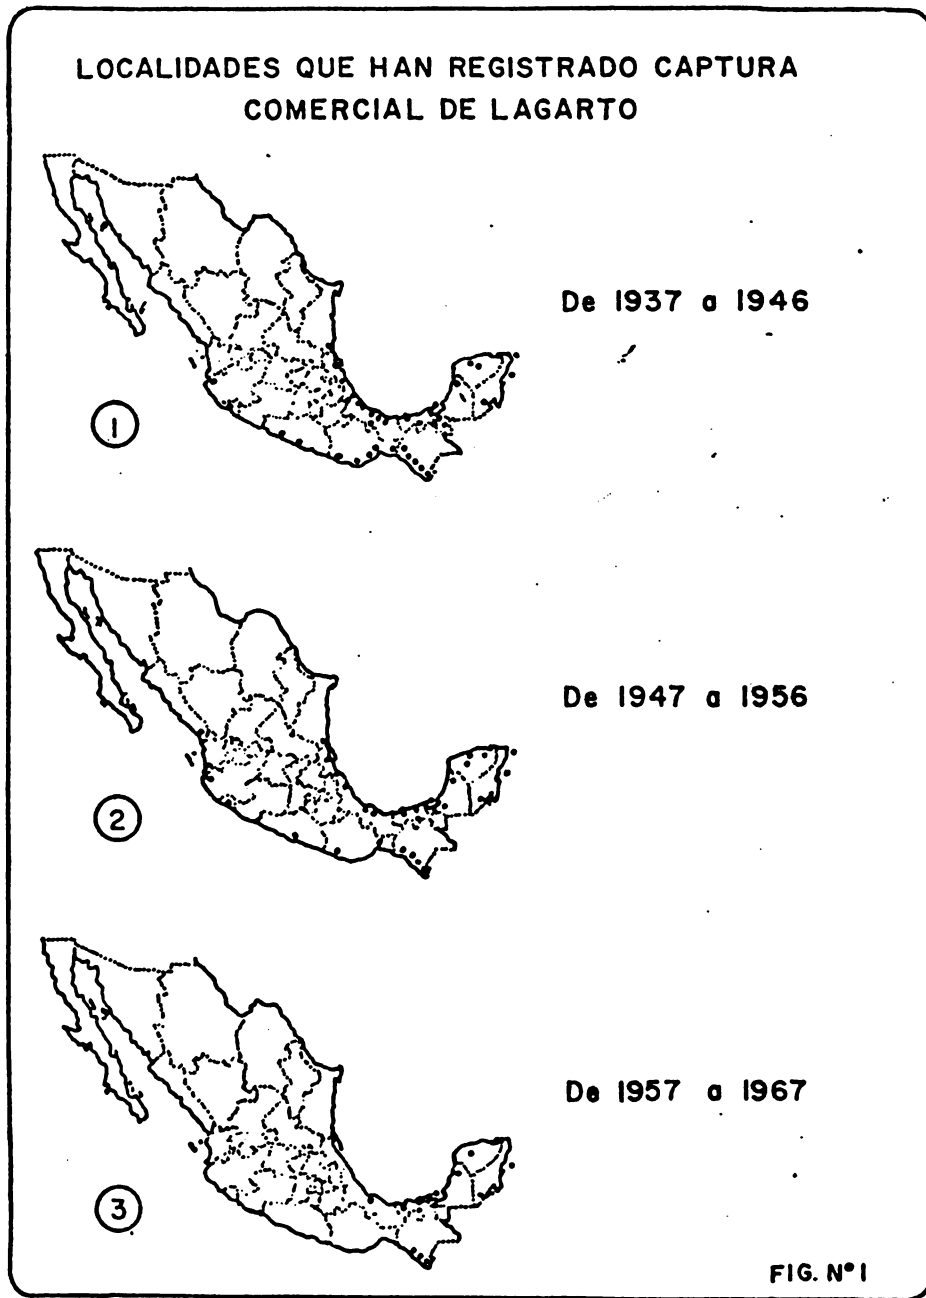 LOCALIDADES QUE HAN REGISTRADO CAPTURA
COMERCIAL DE LAGARTO
De 1937 a 1946
1
De 1947 a 1956
2
De 1957 a 1967
3
FIG. Nº 1